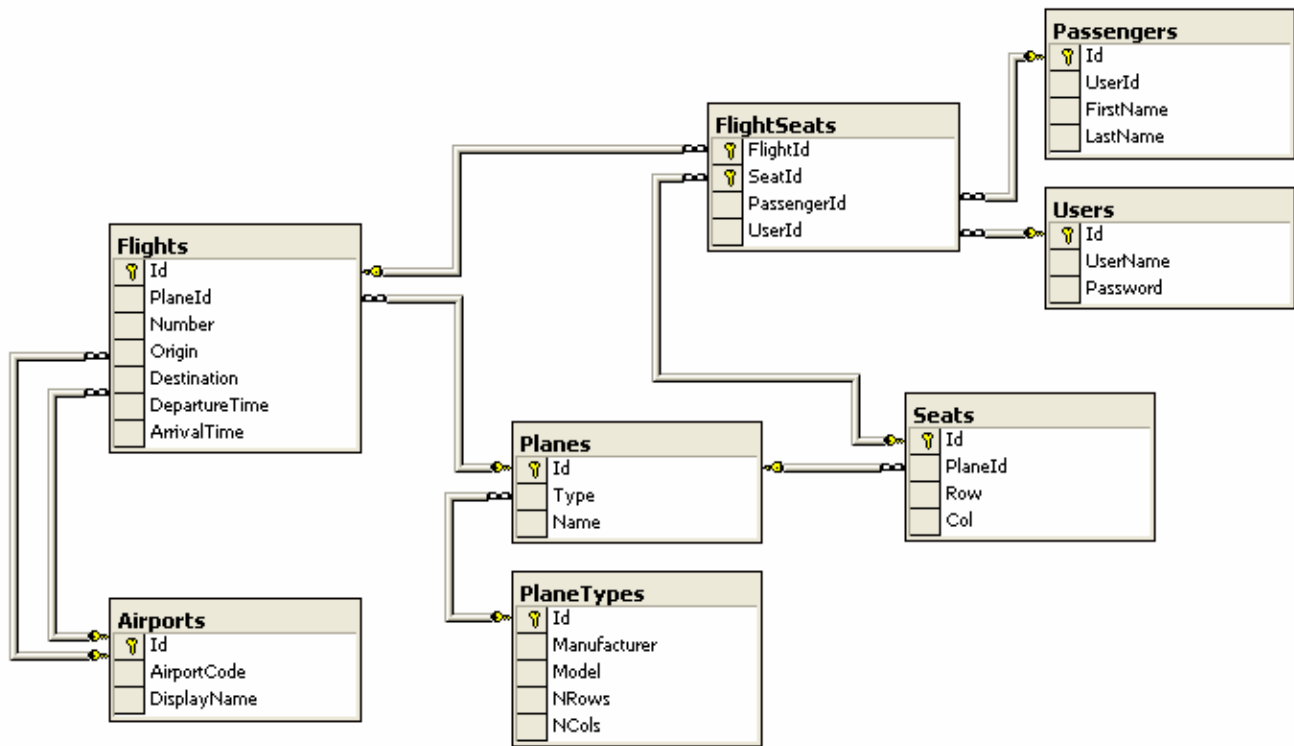 Passengers
Id
UserId
FirstName
LastName
FlightSeats
FlightId
SeatId
PassengerId
UserId
Users
Id
UserName
Password
Flights
Id
PlaneId
Number
Origin
Destination
DepartureTime
ArrivalTime
Seats
Id
PlaneId
Row
Col
Planes
Id
Type
Name
PlaneTypes
Id
Manufacturer
Model
NRows
NCols
Airports
Id
AirportCode
DisplayName